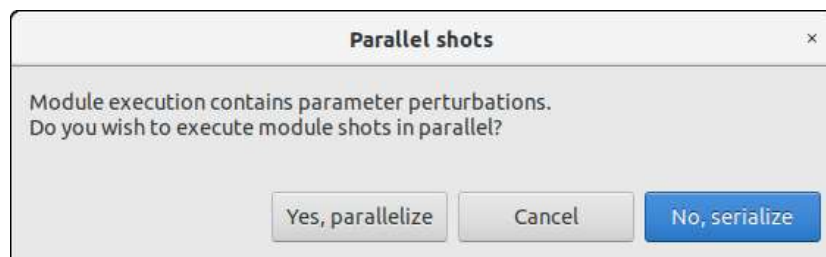 Parallel shots
×
Module execution contains parameter perturbations.
Do you wish to execute module shots in parallel?
Yes, parallelize
Cancel
No, serialize